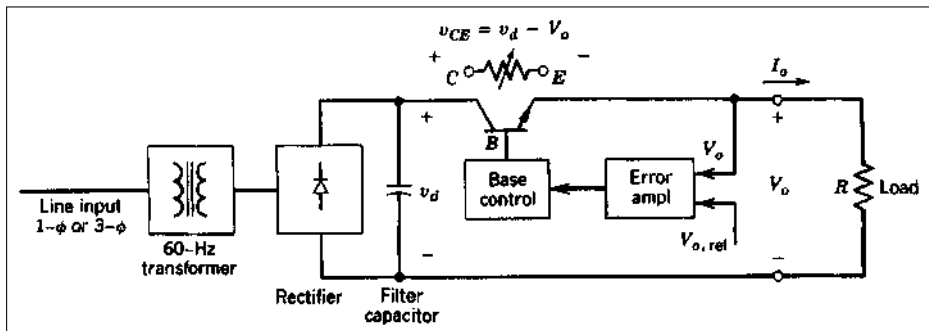 v_CE = v_d − V_o
+ −
C E
I_o
+ +
B
V_o
Base control
Error ampl
v_d
V_o
R Load
Line input
1-ϕ or 3-ϕ
V_o, ref
60-Hz
transformer
− −
Rectifier
Filter
capacitor